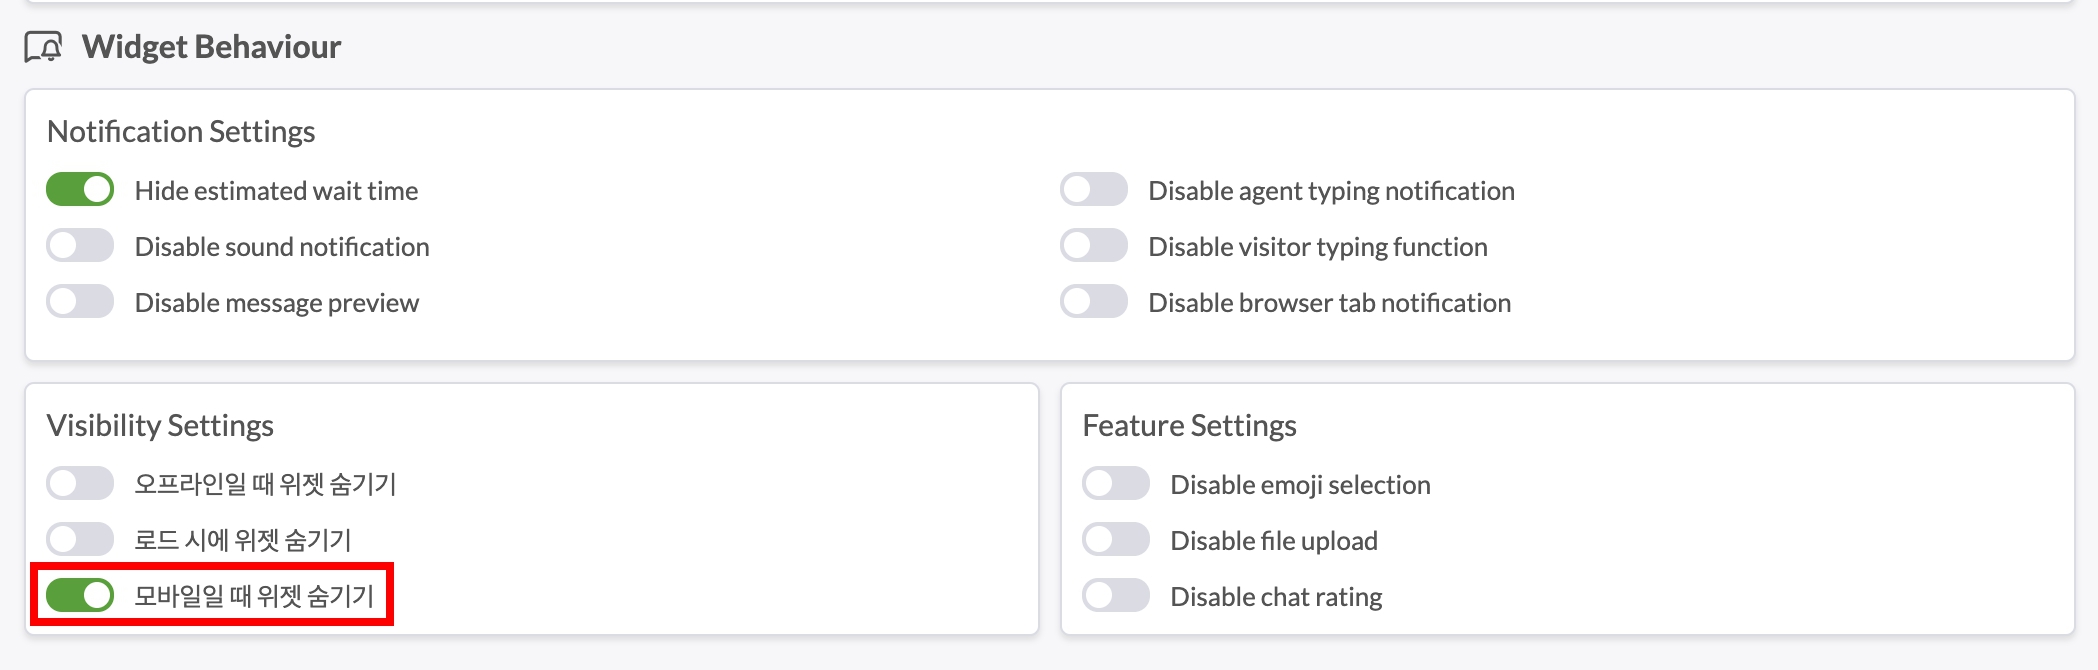 Widget Behaviour
Notification Settings
Hide estimated wait time
Disable sound notification
Disable message preview
Disable agent typing notification
Disable visitor typing function
Disable browser tab notification
Visibility Settings
오프라인일 때 위젯 숨기기
로드 시에 위젯 숨기기
모바일일 때 위젯 숨기기
Feature Settings
Disable emoji selection
Disable file upload
Disable chat rating